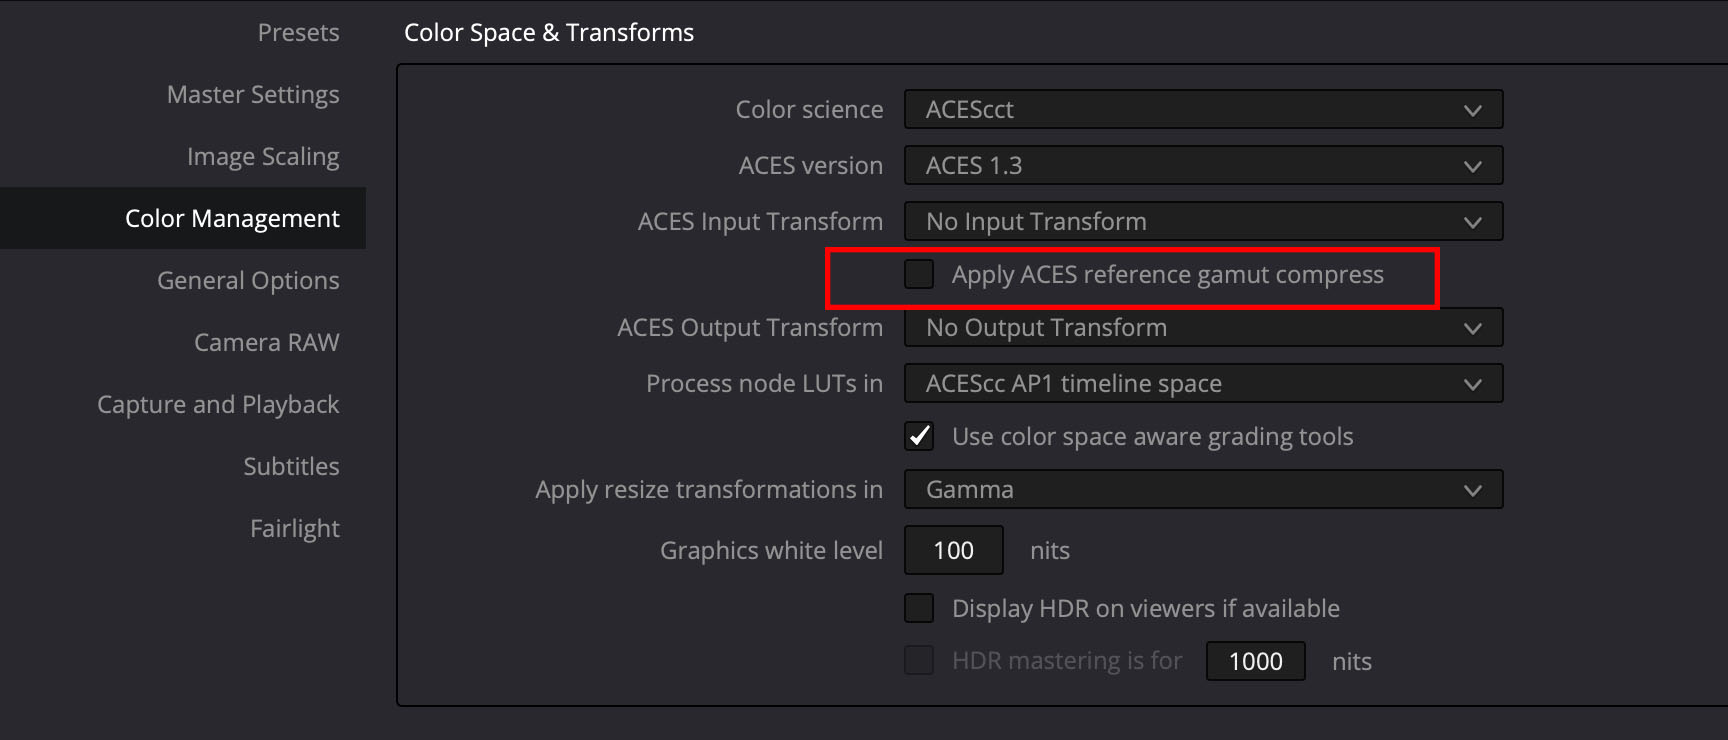 Presets
Master Settings
Image Scaling
Color Management
General Options
Camera RAW
Capture and Playback
Subtitles
Fairlight
Color Space & Transforms
Color science ACEScct
ACES version ACES 1.3
ACES Input Transform No Input Transform
Apply ACES reference gamut compress
ACES Output Transform No Output Transform
Process node LUTs in ACEScc AP1 timeline space
Use color space aware grading tools
Apply resize transformations in Gamma
Graphics white level 100 nits
Display HDR on viewers if available
HDR mastering is for 1000 nits